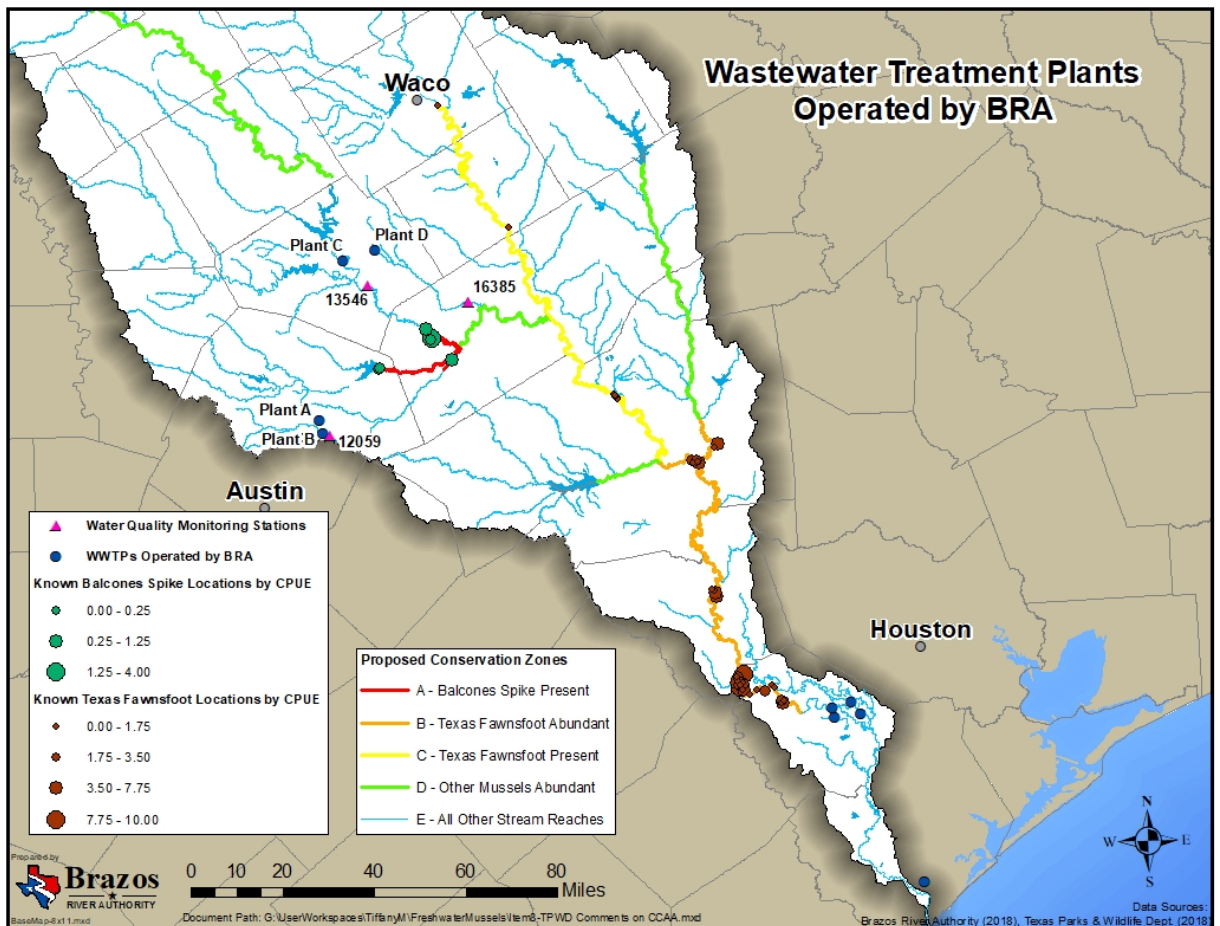 Wastewater Treatment Plants
Operated by BRA
Waco
Plant C
Plant D
13546
16385
Plant A
Plant B
12059
Austin
Houston
Water Quality Monitoring Stations
WWTPs Operated by BRA
Known Balcones Spike Locations by CPUE
0.00 - 0.25
0.25 - 1.25
1.25 - 4.00
Known Texas Fawnsfoot Locations by CPUE
0.00 - 1.75
1.75 - 3.50
3.50 - 7.75
7.75 - 10.00
Proposed Conservation Zones
A - Balcones Spike Present
B - Texas Fawnsfoot Abundant
C - Texas Fawnsfoot Present
D - Other Mussels Abundant
E - All Other Stream Reaches
N
W E
S
Prepared by
Brazos
RIVER AUTHORITY
BaseMap-8x11.mxd
0 10 20 40 60 80
Miles
Document Path: G:\UserWorkspaces\TiffanyM\FreshwaterMussels\Item8-TPWD Comments on CCAA.mxd
Data Sources:
Brazos River Authority (2018), Texas Parks & Wildlife Dept. (2018)